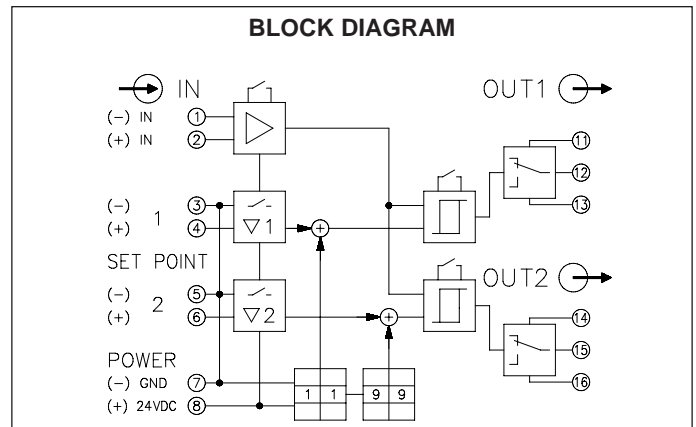 BLOCK DIAGRAM
IN OUT1
(-) IN 1
(+) IN 2
11
12
13
(-) 3
1
(+) 4
▽1
+
SET POINT
OUT2
(-) 5
2
(+) 6
▽2
+
14
15
16
POWER
(-) GND 7
(+) 24VDC 8
1 1 9 9